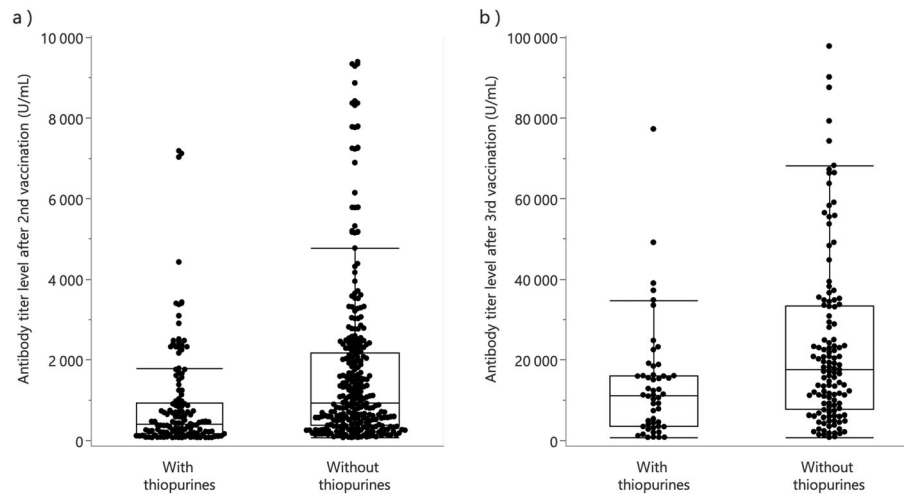 a )
Antibody titer level after 2nd vaccination (U/mL)
10 000
8 000
6 000
4 000
2 000
0
With
thiopurines
Without
thiopurines
b )
Antibody titer level after 3rd vaccination (U/mL)
100 000
80 000
60 000
40 000
20 000
0
With
thiopurines
Without
thiopurines